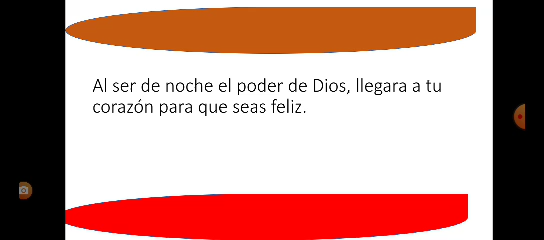 Al ser de noche el poder de Dios, llegara a tu
corazón para que seas feliz.